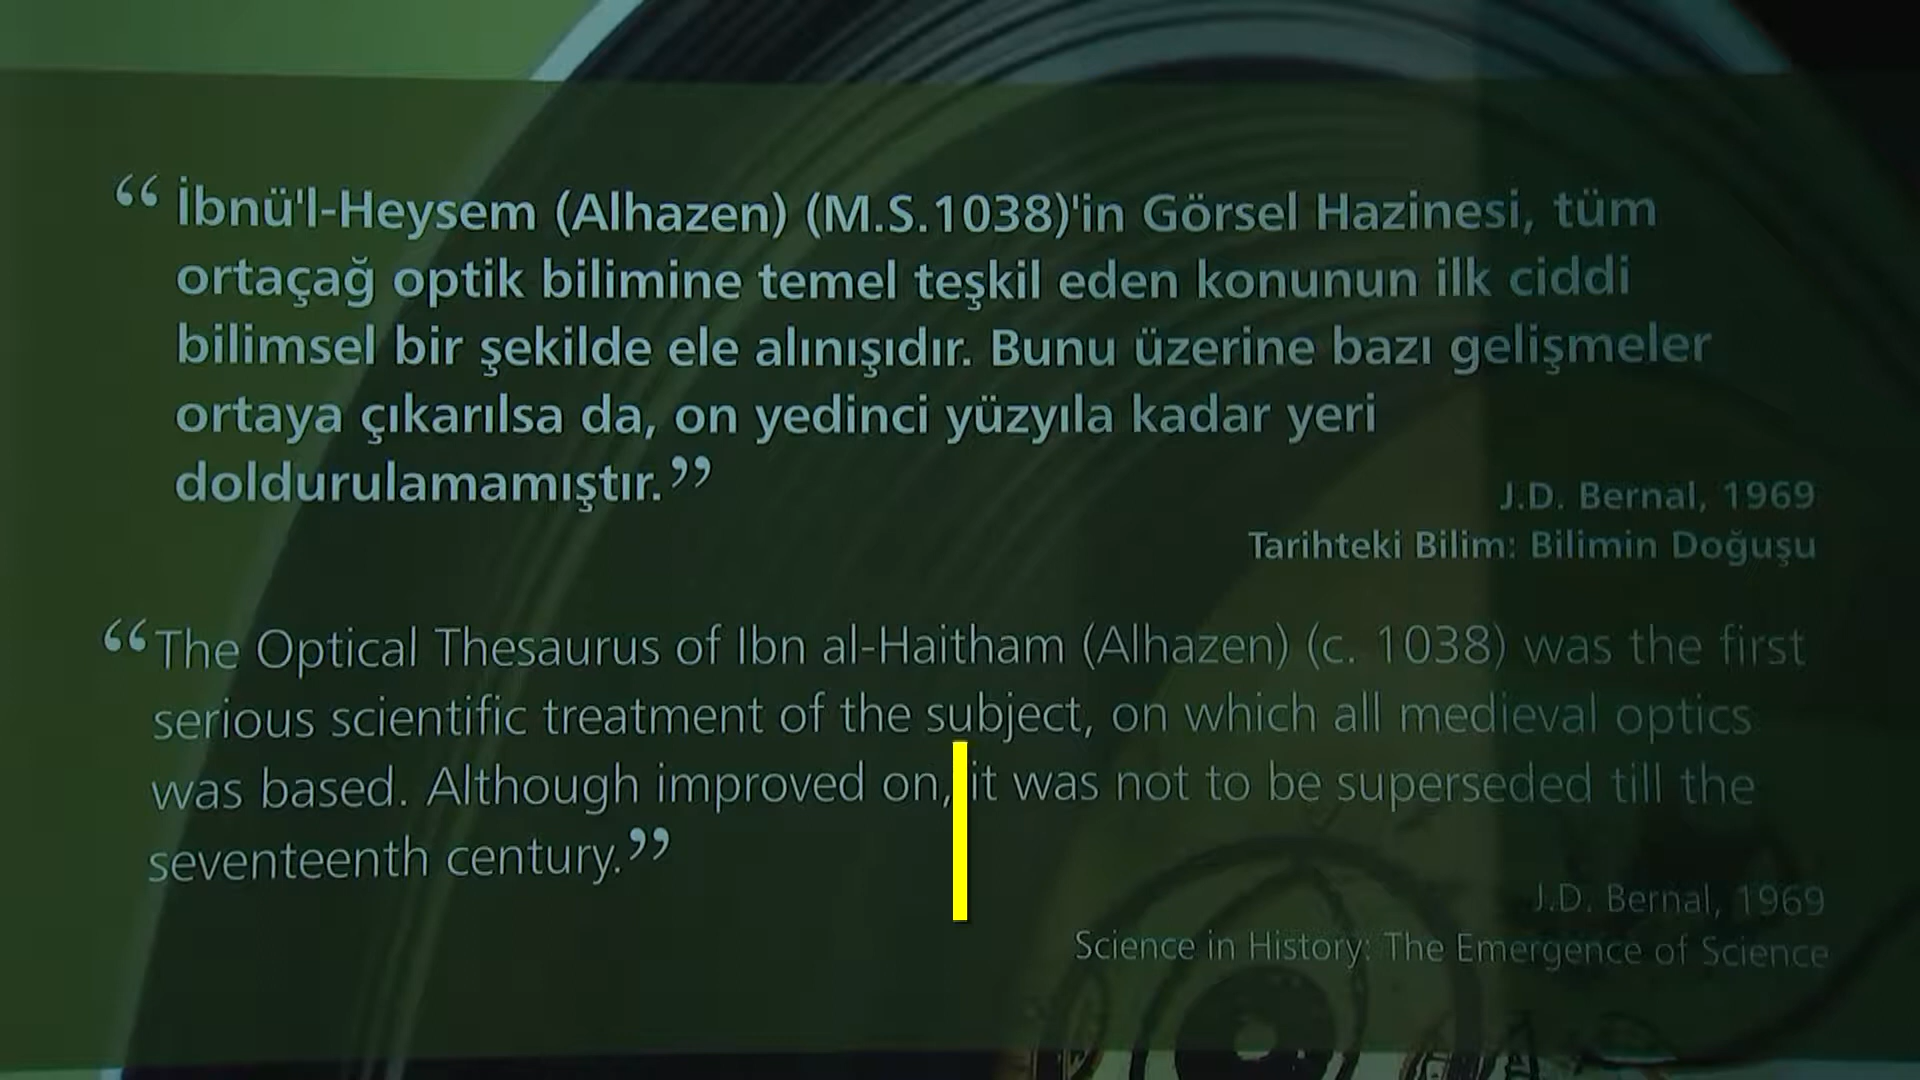 “İbnü'l-Heysem (Alhazen) (M.S.1038)'in Görsel Hazinesi, tüm
ortaçağ optik bilimine temel teşkil eden konunun ilk ciddi
bilimsel bir şekilde ele alınışıdır. Bunu üzerine bazı gelişmeler
ortaya çıkarılsa da, on yedinci yüzyıla kadar yeri
doldurulamamıştır.”
J.D. Bernal, 1969
Tarihteki Bilim: Bilimin Doğuşu
“The Optical Thesaurus of Ibn al-Haitham (Alhazen) (c. 1038) was the first
serious scientific treatment of the subject, on which all medieval optics
was based. Although improved on, it was not to be superseded till the
seventeenth century.”
J.D. Bernal, 1969
Science in History: The Emergence of Science